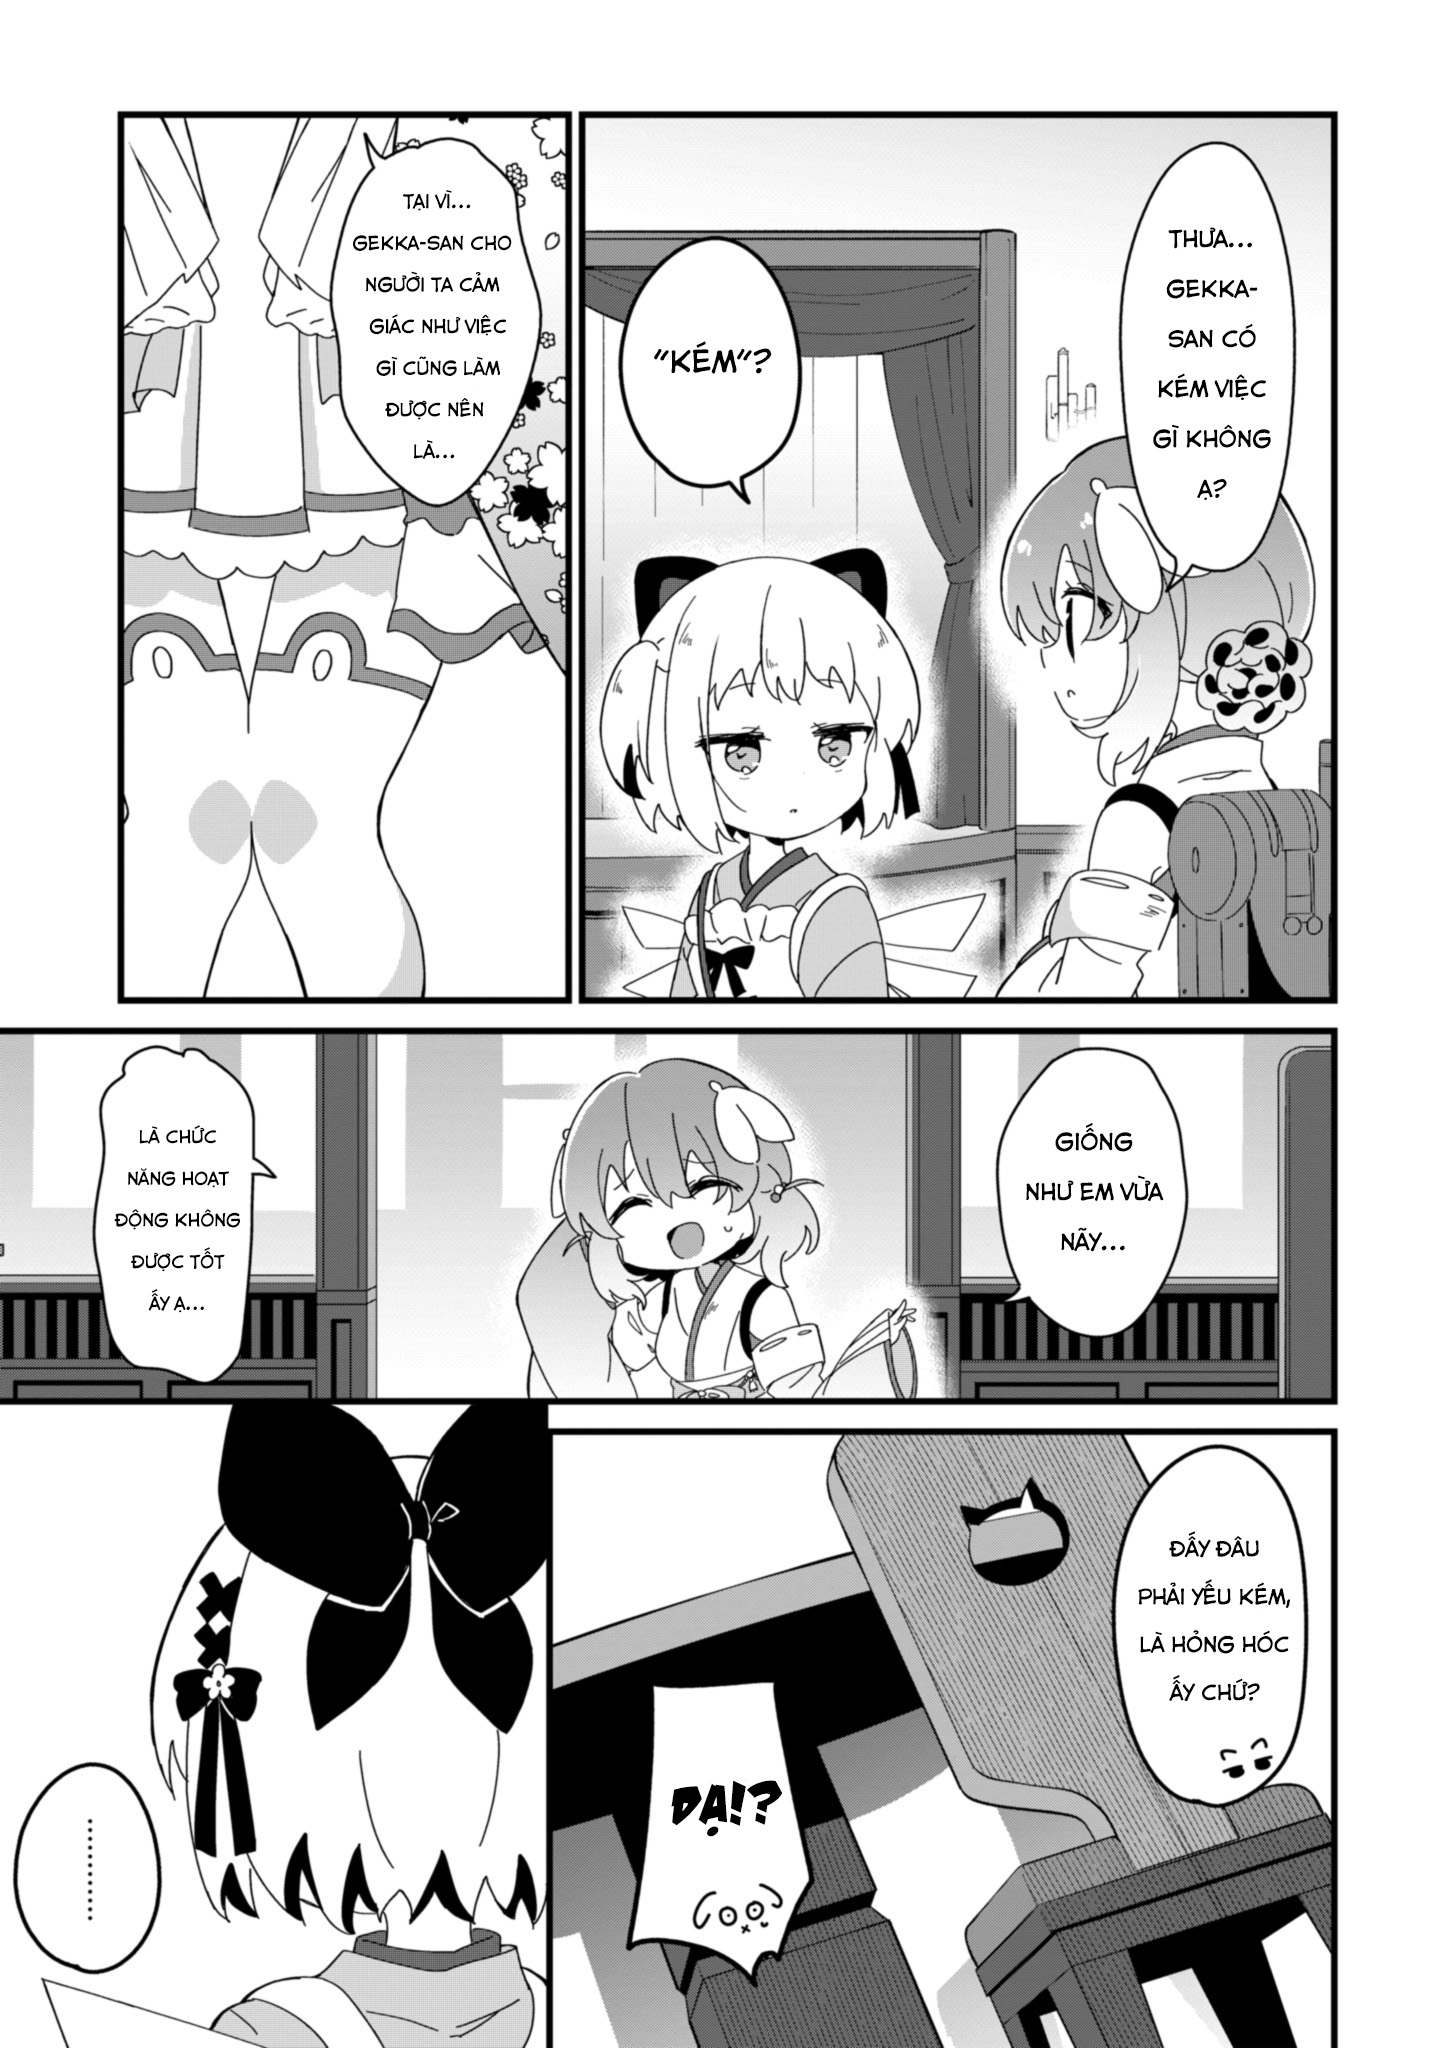 THƯA...
GEKKA-
SAN CÓ
KÉM VIỆC
GÌ KHÔNG
Ạ?
"KÉM"?
TẠI VÌ...
GEKKA-SAN CHO
NGƯỜI TA CẢM
GIÁC NHƯ VIỆC
GÌ CŨNG LÀM
ĐƯỢC NÊN
LÀ...
GIỐNG
NHƯ EM VỪA
NÃY...
LÀ CHỨC
NĂNG HOẠT
ĐỘNG KHÔNG
ĐƯỢC TỐT
ẤY Ạ...
ĐẤY ĐÂU
PHẢI YẾU KÉM,
LÀ HỎNG HÓC
ẤY CHỨ?
DẠ!?
............